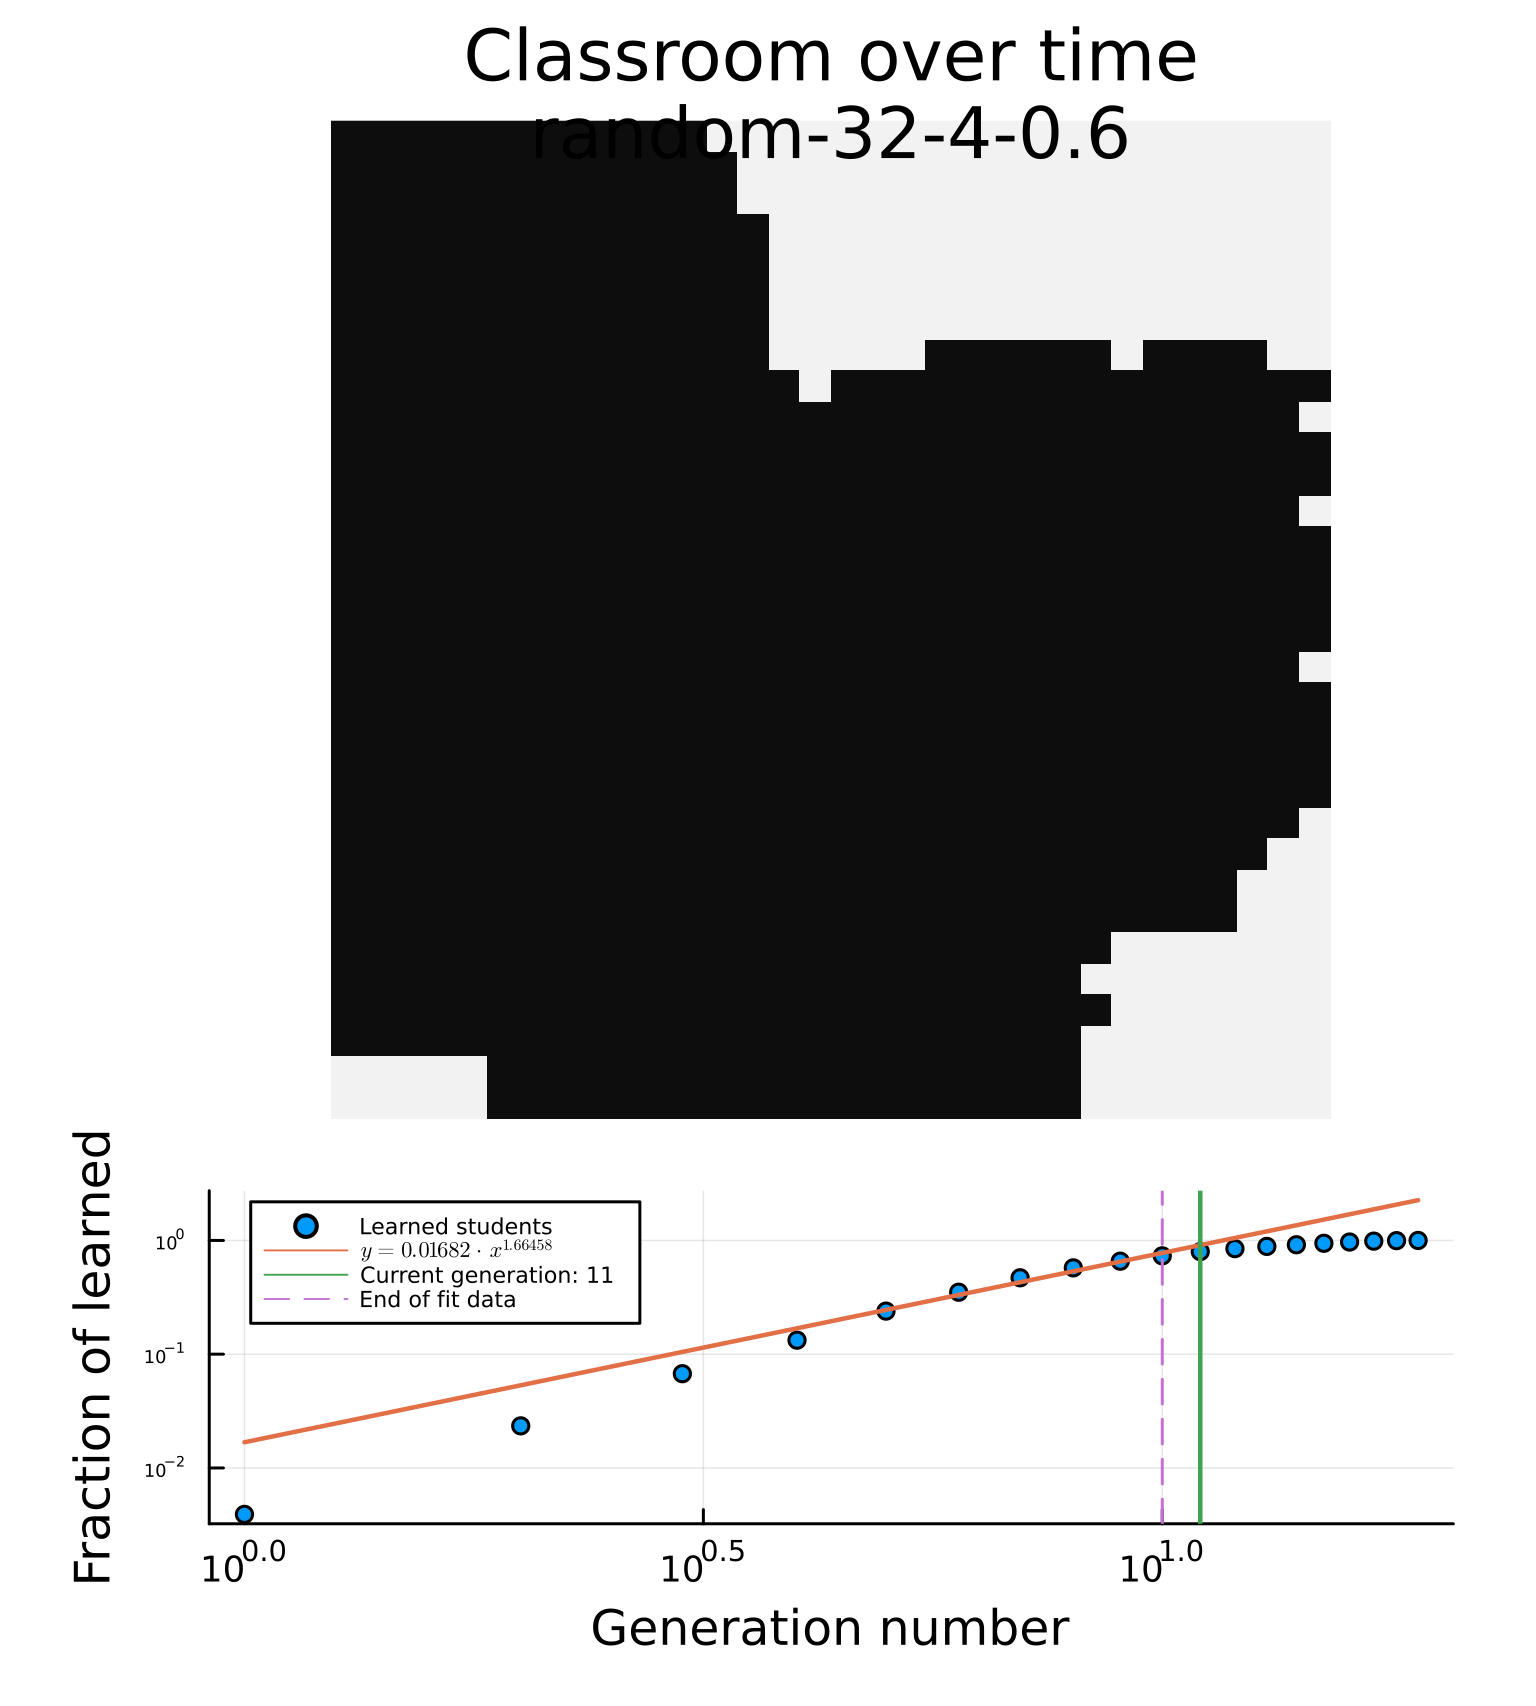 Classroom over time
random-32-4-0.6
Fraction of learned
10⁰
10⁻¹
10⁻²
Learned students
y = 0.01682 · x^1.66458
Current generation: 11
End of fit data
10^0.0
10^0.5
10^1.0
Generation number